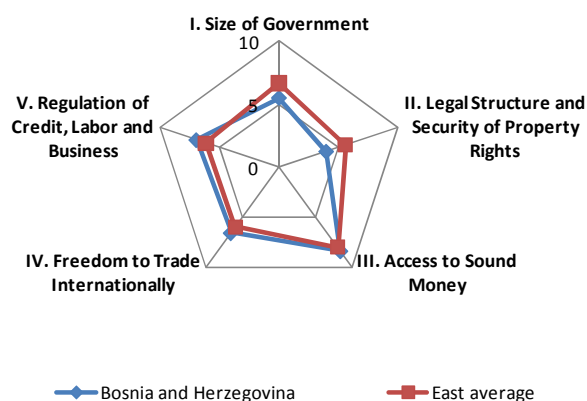 I. Size of Government
10
V. Regulation of
Credit, Labor and
Business
5
II. Legal Structure and
Security of Property
Rights
0
IV. Freedom to Trade
Internationally
III. Access to Sound
Money
Bosnia and Herzegovina
East average